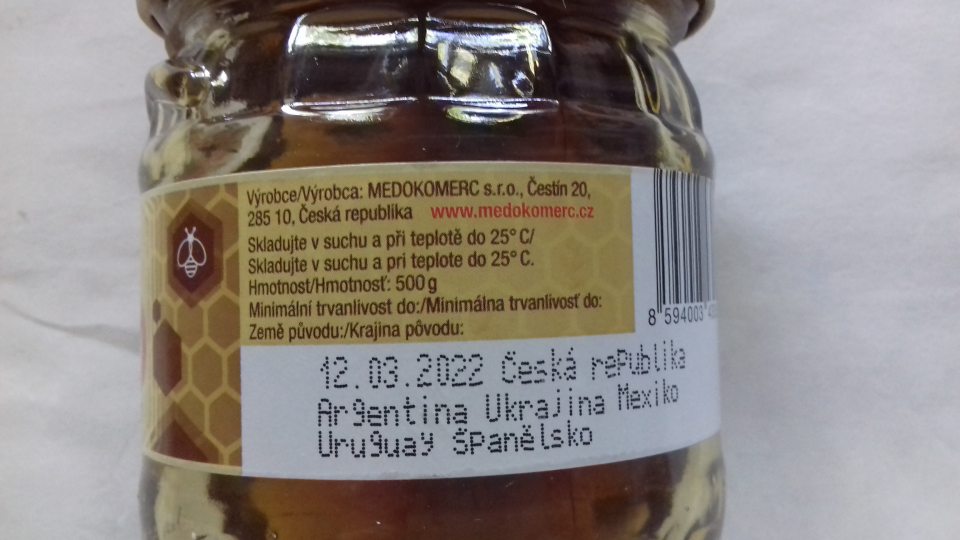 Výrobce/Výrobca: MEDOKOMERC s.r.o., Čestín 20,
285 10, Česká republika www.medokomerc.cz
Skladujte v suchu a při teplotě do 25° C/
Skladujte v suchu a pri teplote do 25° C.
Hmotnost/Hmotnosť: 500 g
Minimální trvanlivost do:/Minimálna trvanlivosť do:
Země původu:/Krajina pôvodu:
8 594003
12.03.2022 Česká rePublika
Argentina Ukrajina Mexiko
Uruguay Španělsko